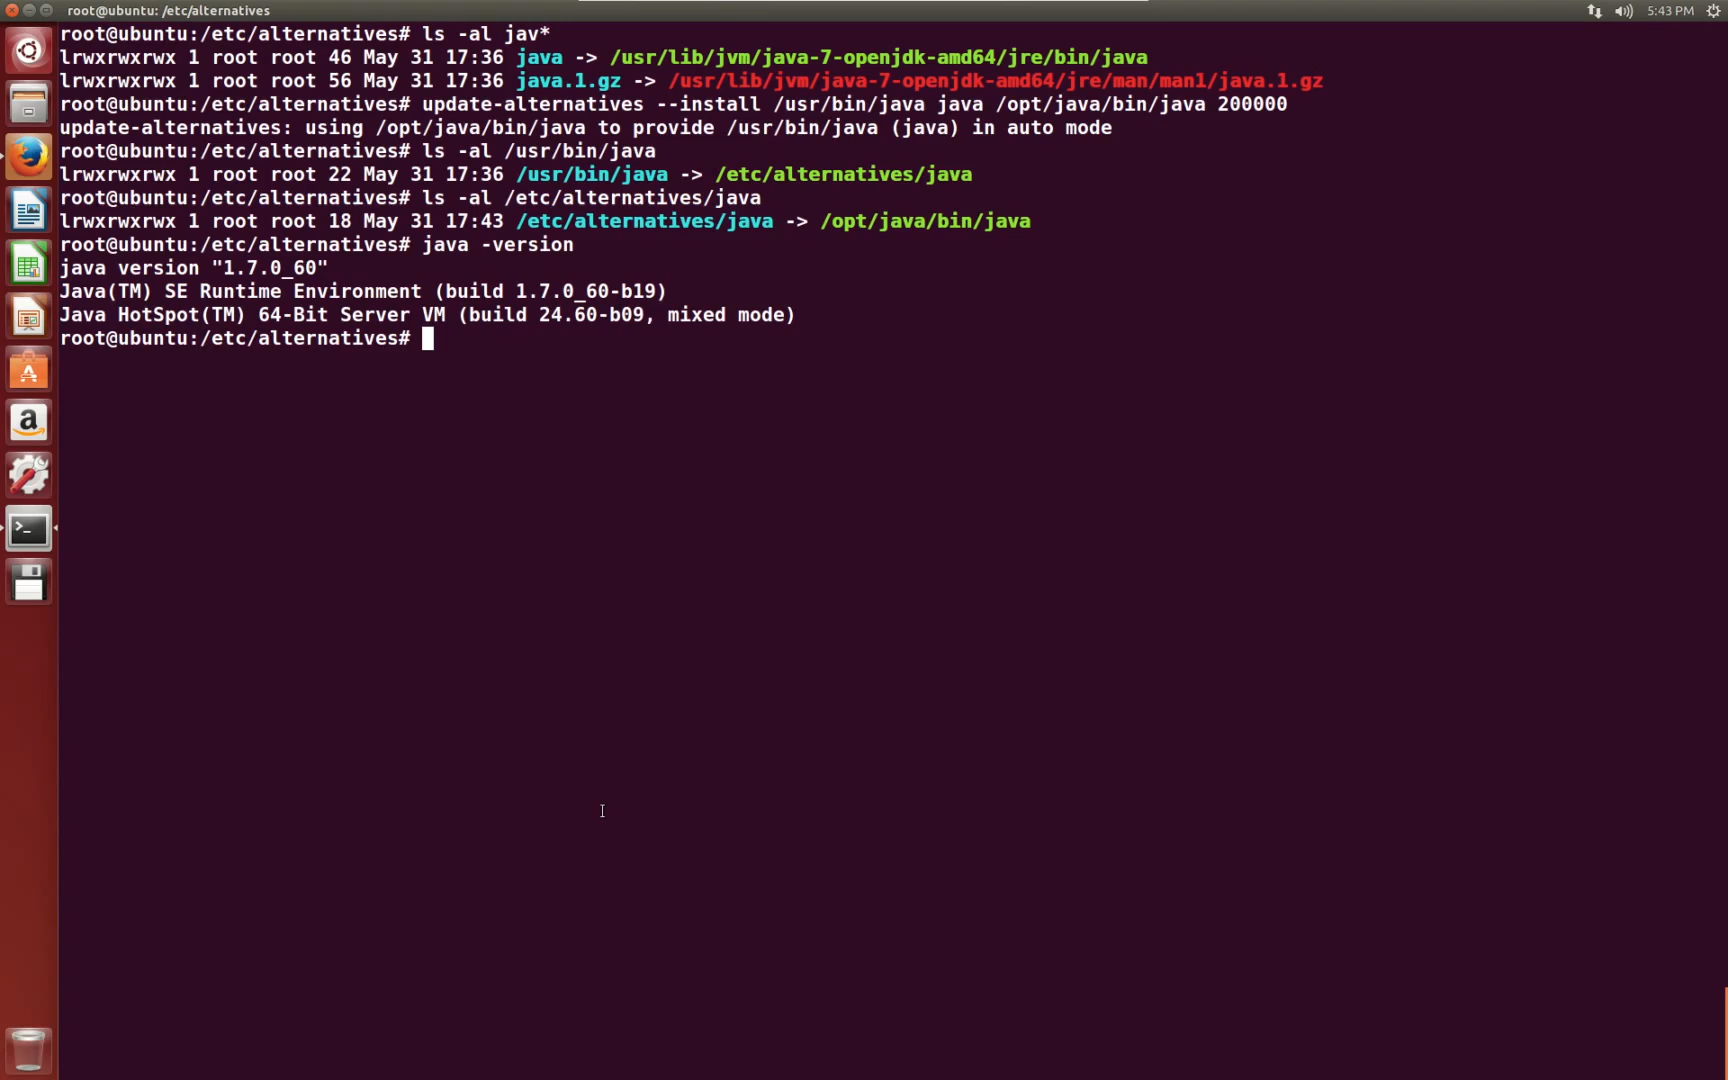 root@ubuntu: /etc/alternatives
5:43 PM
root@ubuntu:/etc/alternatives# ls -al jav*
lrwxrwxrwx 1 root root 46 May 31 17:36 java -> /usr/lib/jvm/java-7-openjdk-amd64/jre/bin/java
lrwxrwxrwx 1 root root 56 May 31 17:36 java.1.gz -> /usr/lib/jvm/java-7-openjdk-amd64/jre/man/man1/java.1.gz
root@ubuntu:/etc/alternatives# update-alternatives --install /usr/bin/java java /opt/java/bin/java 200000
update-alternatives: using /opt/java/bin/java to provide /usr/bin/java (java) in auto mode
root@ubuntu:/etc/alternatives# ls -al /usr/bin/java
lrwxrwxrwx 1 root root 22 May 31 17:36 /usr/bin/java -> /etc/alternatives/java
root@ubuntu:/etc/alternatives# ls -al /etc/alternatives/java
lrwxrwxrwx 1 root root 18 May 31 17:43 /etc/alternatives/java -> /opt/java/bin/java
root@ubuntu:/etc/alternatives# java -version
java version "1.7.0_60"
Java(TM) SE Runtime Environment (build 1.7.0_60-b19)
Java HotSpot(TM) 64-Bit Server VM (build 24.60-b09, mixed mode)
root@ubuntu:/etc/alternatives#